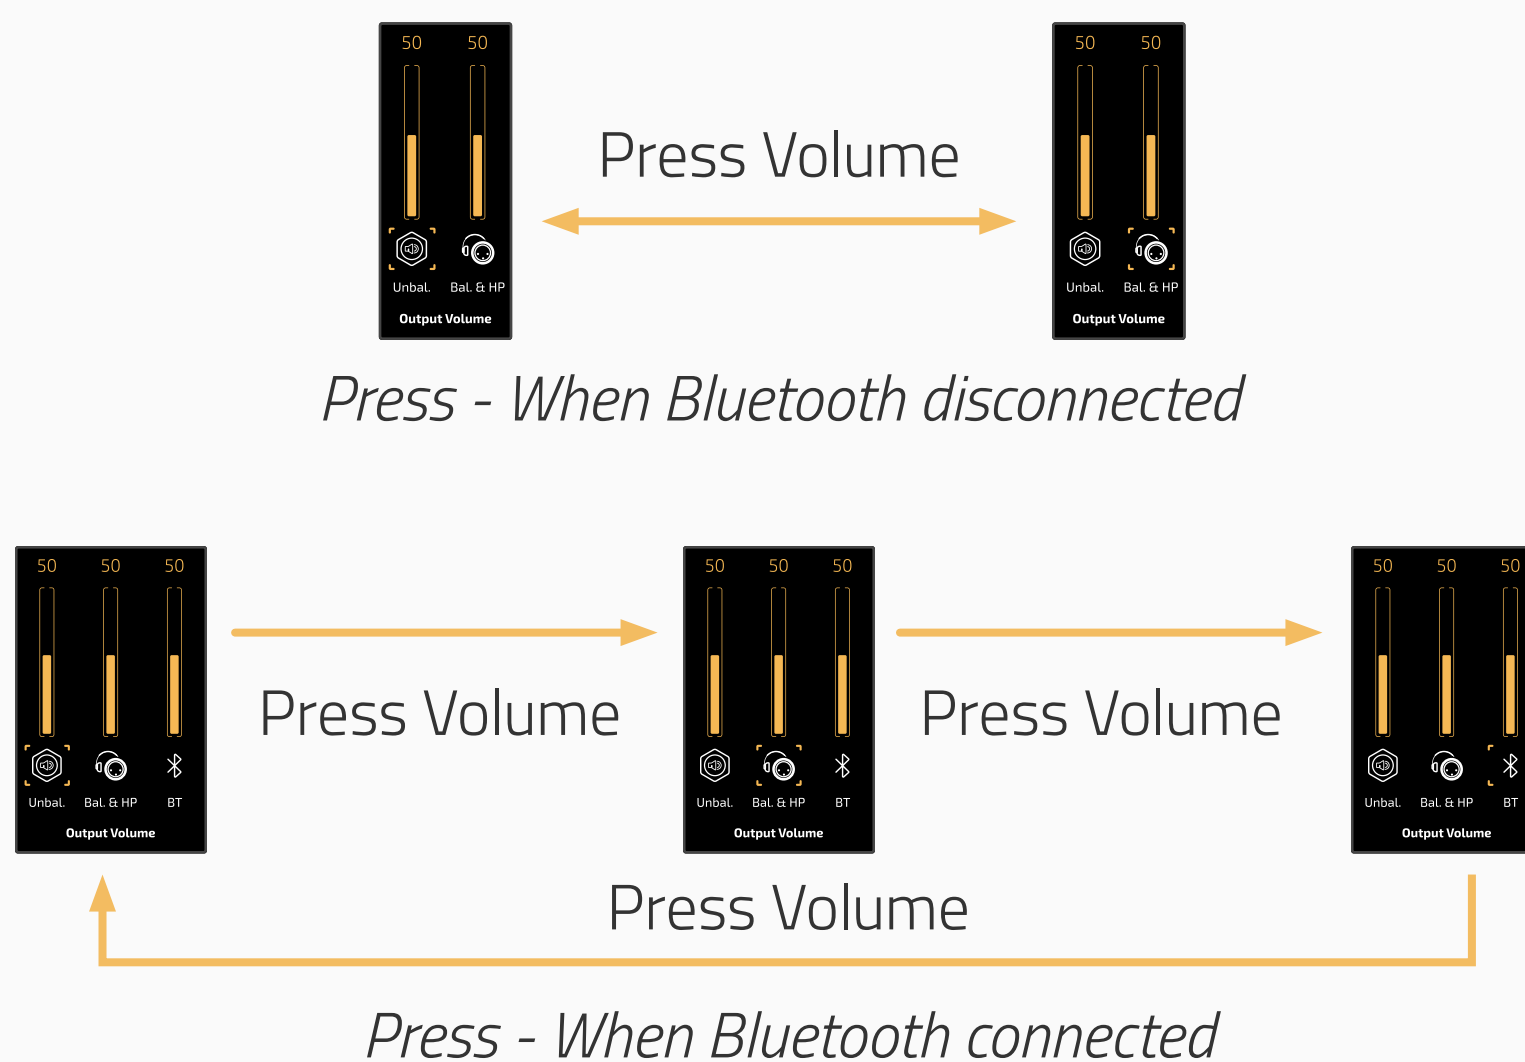 50 50
50 50
Press Volume
Unbal. Bal. & HP
Unbal. Bal. & HP
Output Volume
Output Volume
Press - When Bluetooth disconnected
50 50 50
50 50 50
50 50 50
Press Volume
Press Volume
Unbal. Bal. & HP BT
Unbal. Bal. & HP BT
Unbal. Bal. & HP BT
Output Volume
Output Volume
Output Volume
Press Volume
Press - When Bluetooth connected